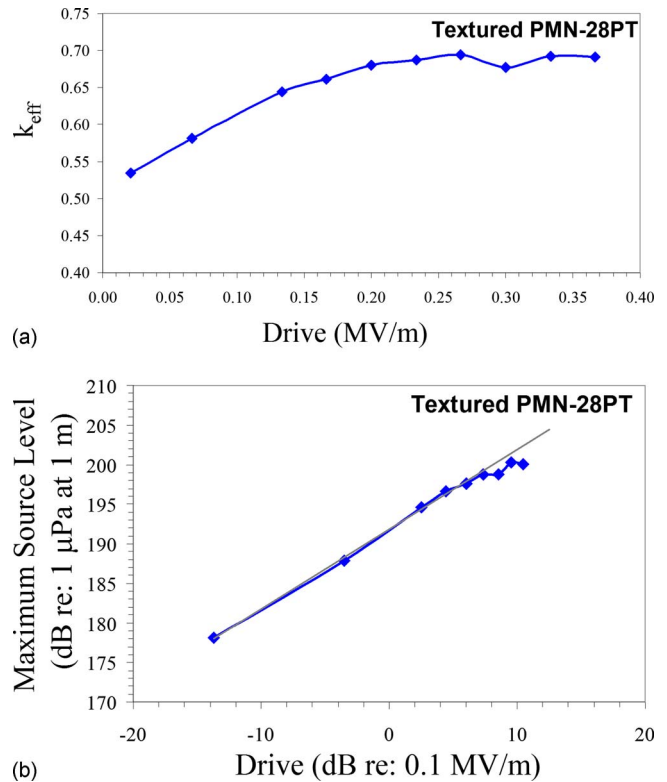 Textured PMN-28PT
0.75
0.70
0.65
0.60
0.55
0.50
0.45
0.40
k_eff
0.00 0.05 0.10 0.15 0.20 0.25 0.30 0.35 0.40
Drive (MV/m)
(a)
Textured PMN-28PT
210
205
200
195
190
185
180
175
170
Maximum Source Level
(dB re: 1 µPa at 1 m)
-20 -10 0 10 20
Drive (dB re: 0.1 MV/m)
(b)